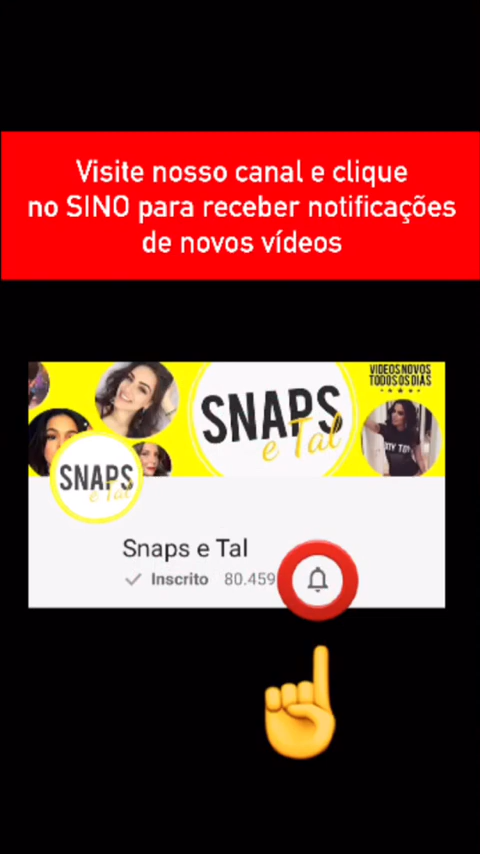 Visite nosso canal e clique
no SINO para receber notificações
de novos vídeos
VIDEOS NOVOS
TODOS OS DIAS
SNAPS
e Tal
SNAPS
e Tal
Snaps e Tal
Inscrito 80.459